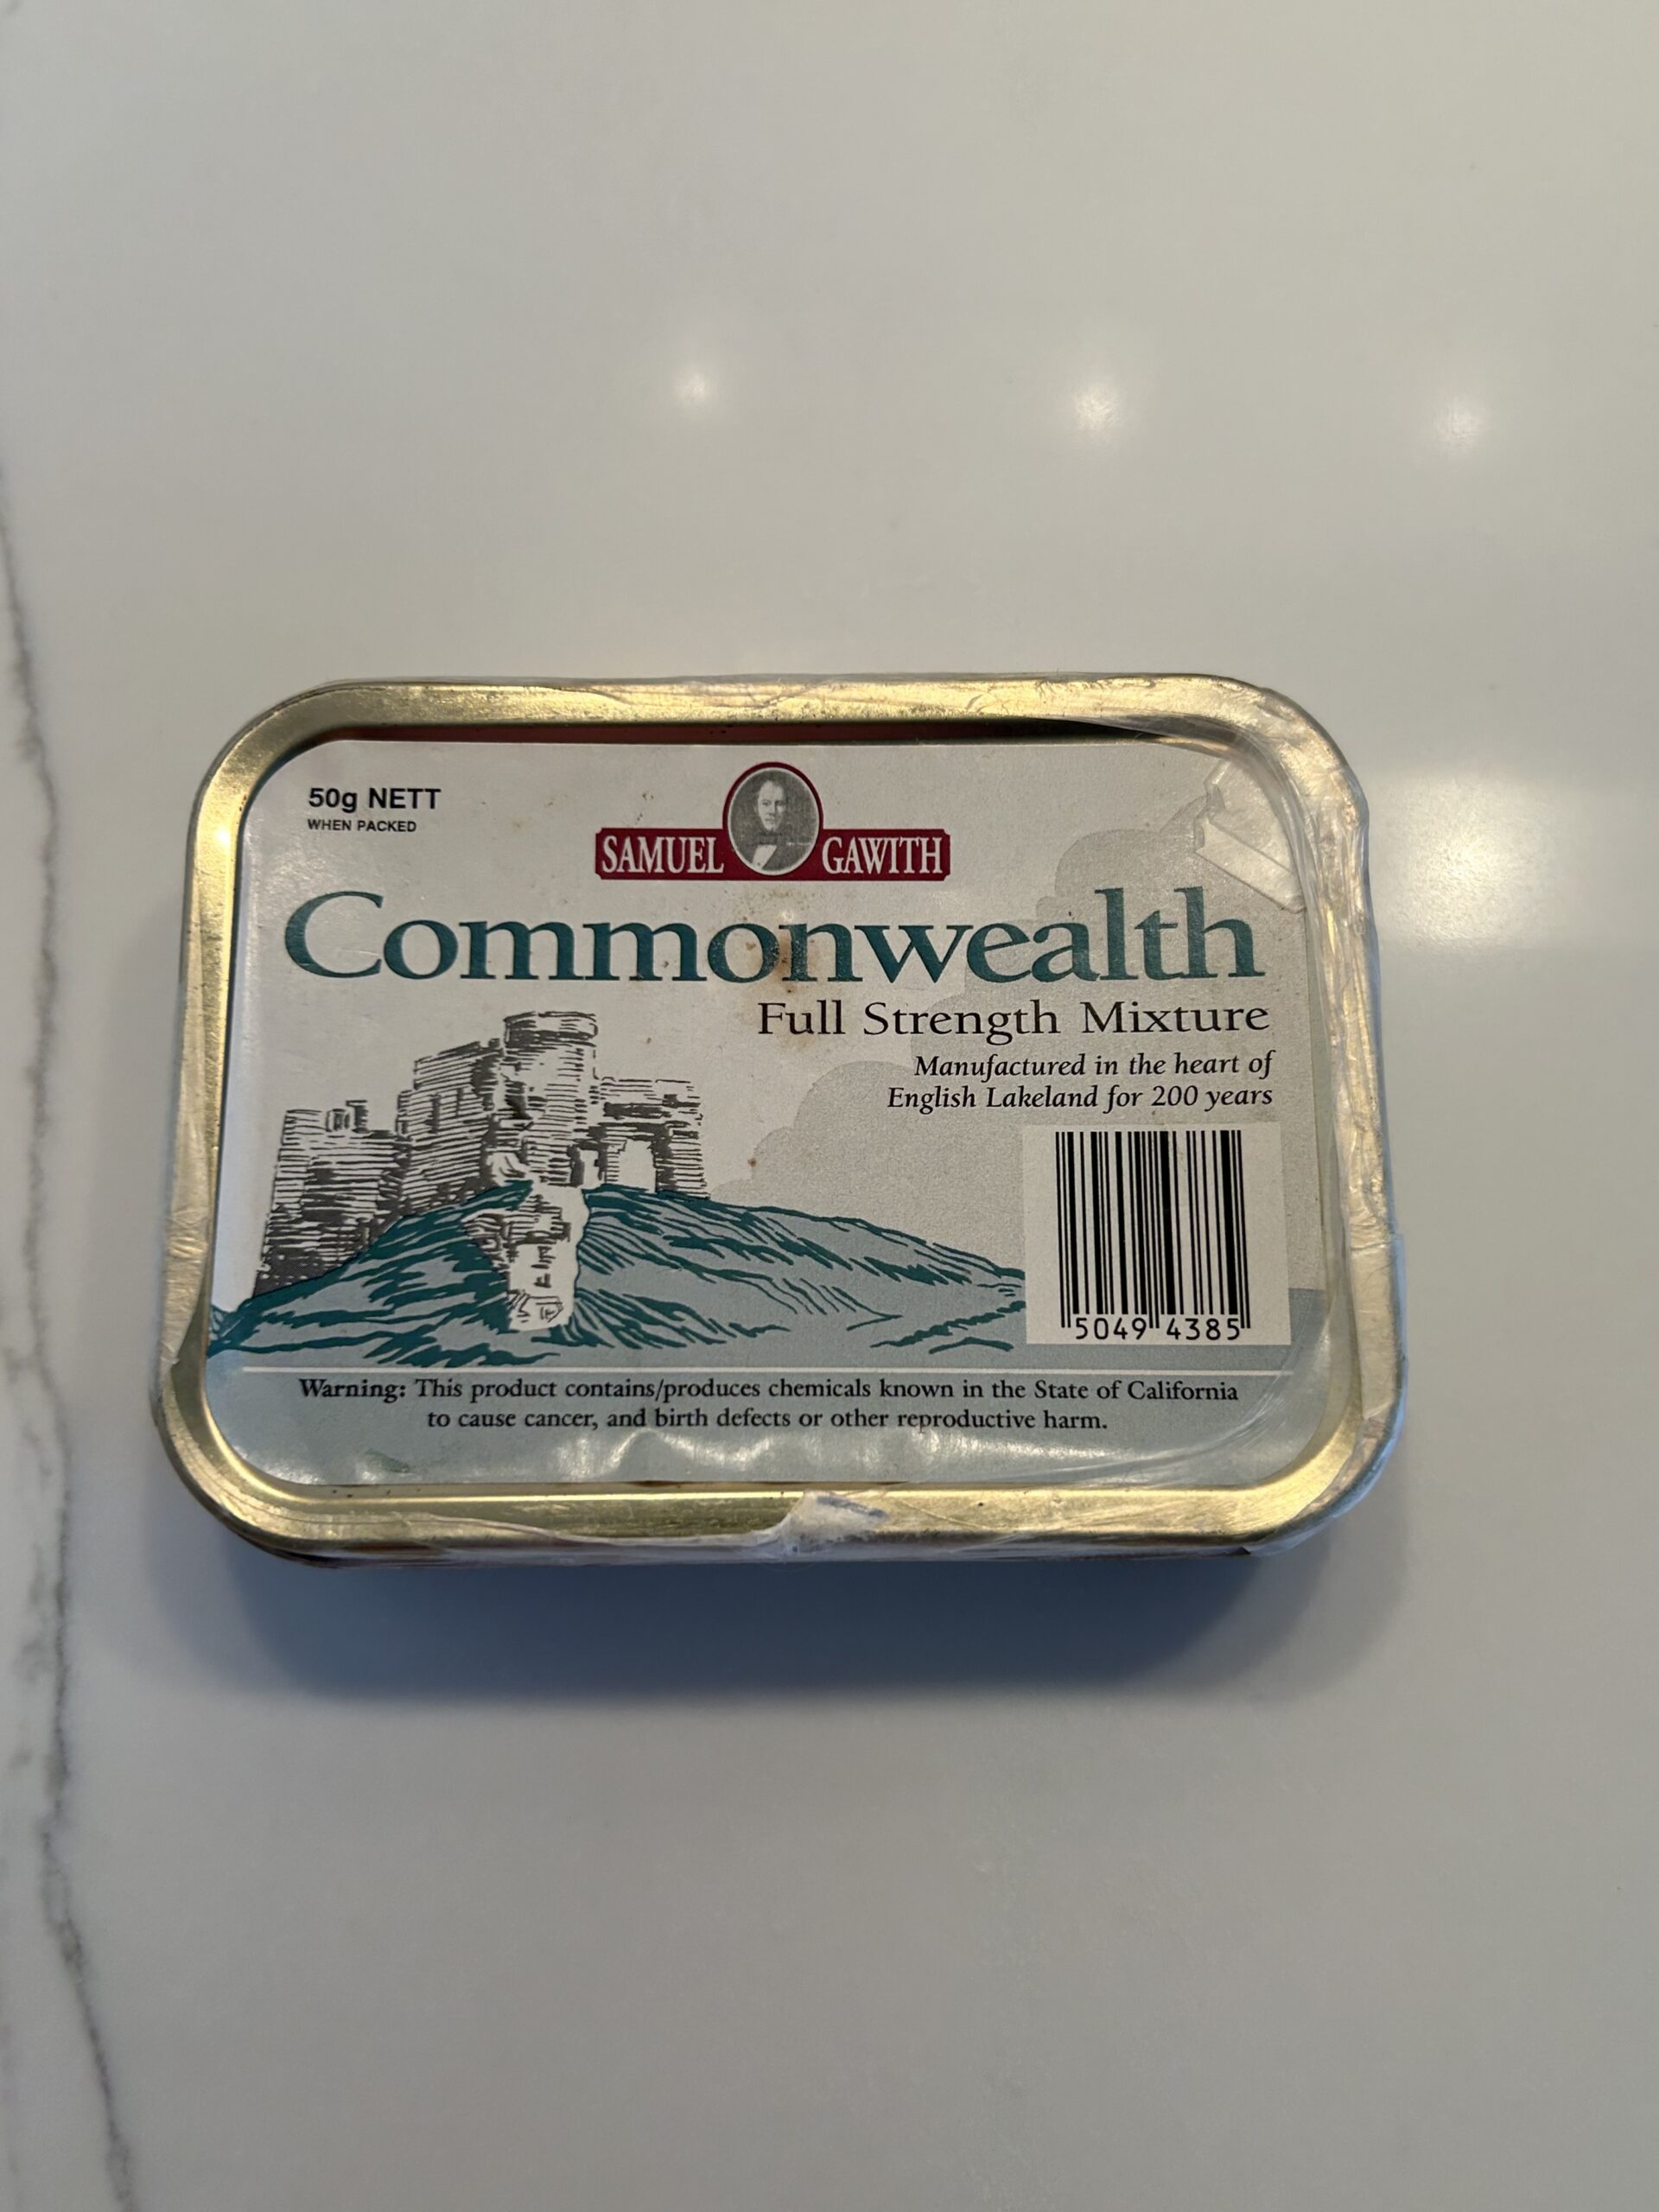 50g NETT
WHEN PACKED
SAMUEL GAWITH
Commonwealth
Full Strength Mixture
Manufactured in the heart of
English Lakeland for 200 years
5049 4385
Warning: This product contains/produces chemicals known in the State of California
to cause cancer, and birth defects or other reproductive harm.